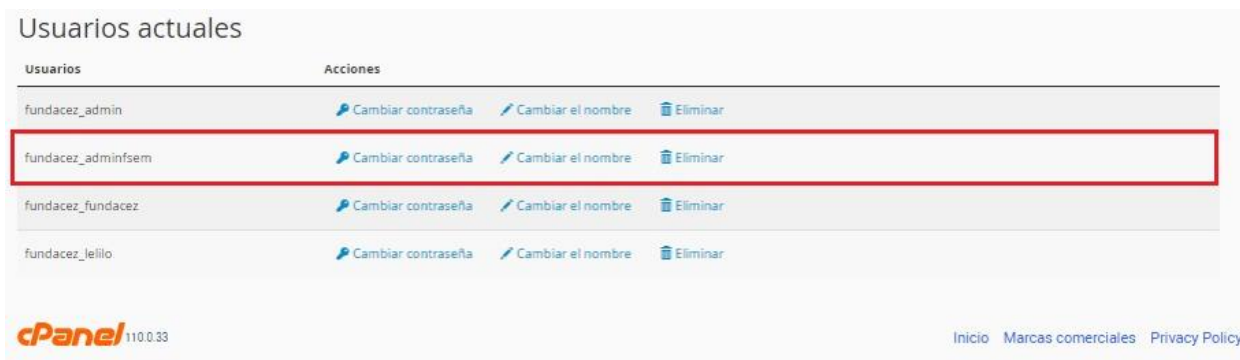 Usuarios actuales
Usuarios Acciones
fundacez_admin Cambiar contraseña Cambiar el nombre Eliminar
fundacez_adminfsem Cambiar contraseña Cambiar el nombre Eliminar
fundacez_fundacez Cambiar contraseña Cambiar el nombre Eliminar
fundacez_lelilo Cambiar contraseña Cambiar el nombre Eliminar
cPanel 110.0.33 Inicio Marcas comerciales Privacy Policy